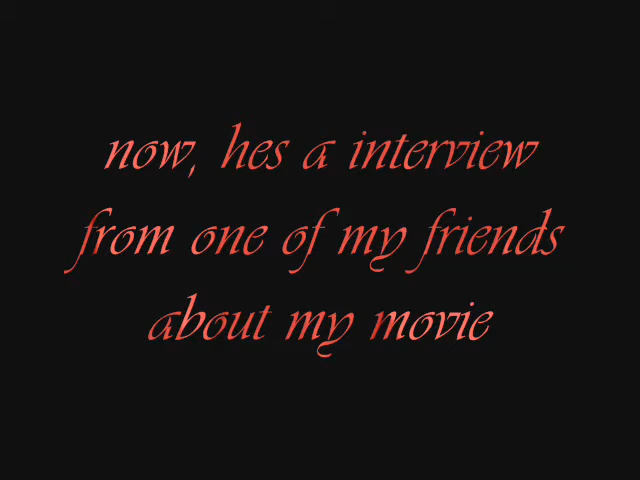 now, hes a interview
from one of my friends
about my movie